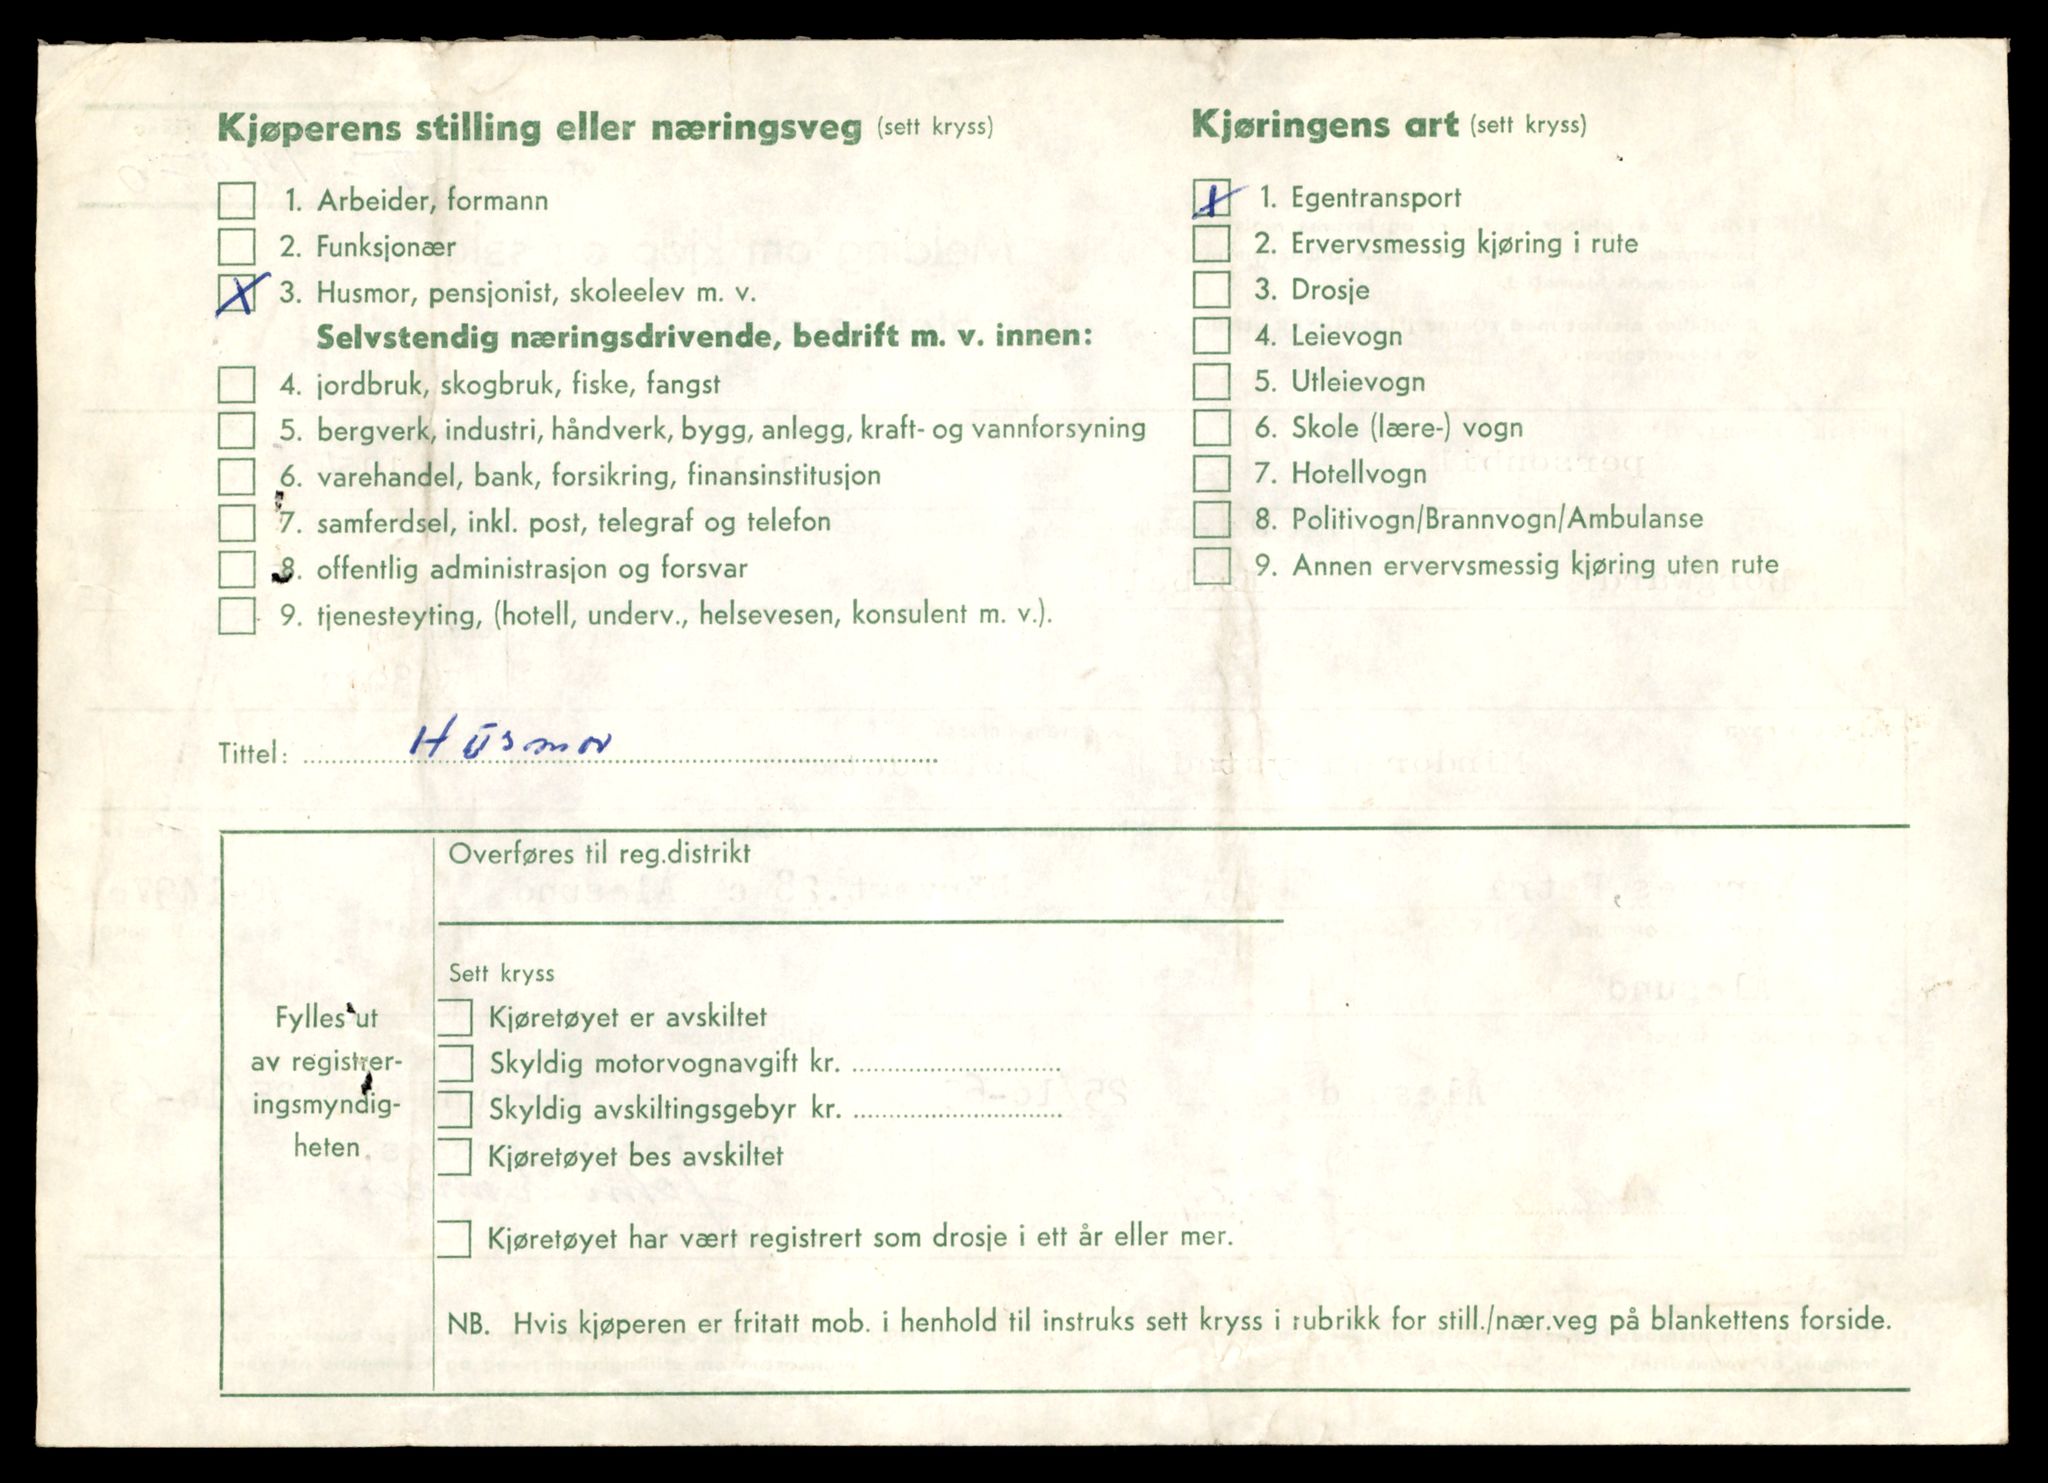 Kjøperens stilling eller næringsveg (sett kryss)
1. Arbeider, formann
2. Funksjonær
X 3. Husmor, pensjonist, skoleelev m. v.
Selvstendig næringsdrivende, bedrift m. v. innen:
4. jordbruk, skogbruk, fiske, fangst
5. bergverk, industri, håndverk, bygg, anlegg, kraft- og vannforsyning
6. varehandel, bank, forsikring, finansinstitusjon
7. samferdsel, inkl. post, telegraf og telefon
8. offentlig administrasjon og forsvar
9. tjenesteyting, (hotell, underv., helsevesen, konsulent m. v.).
Kjøringens art (sett kryss)
X 1. Egentransport
2. Ervervsmessig kjøring i rute
3. Drosje
4. Leievogn
5. Utleievogn
6. Skole (lære-) vogn
7. Hotellvogn
8. Politivogn/Brannvogn/Ambulanse
9. Annen ervervsmessig kjøring uten rute
Tittel: Husmor
Fylles ut
av registrer-
ingsmyndig-
heten
Overføres til reg.distrikt
Sett kryss
Kjøretøyet er avskiltet
Skyldig motorvognavgift kr.
Skyldig avskiltingsgebyr kr.
Kjøretøyet bes avskiltet
Kjøretøyet har vært registrert som drosje i ett år eller mer.
NB. Hvis kjøperen er fritatt mob. i henhold til instruks sett kryss i rubrikk for still./nær.veg på blankettens forside.